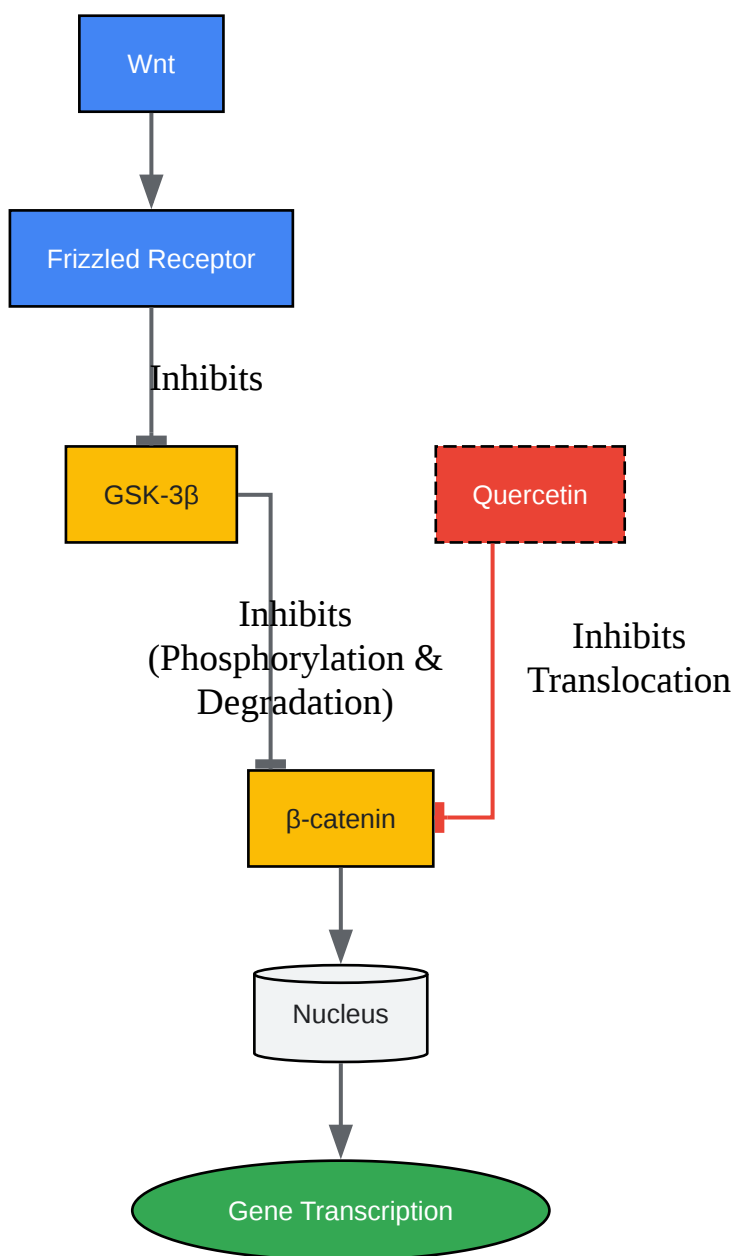 Wnt
Frizzled Receptor
Inhibits
GSK-3β
Quercetin
Inhibits
(Phosphorylation &
Degradation)
Inhibits
Translocation
β-catenin
Nucleus
Gene Transcription